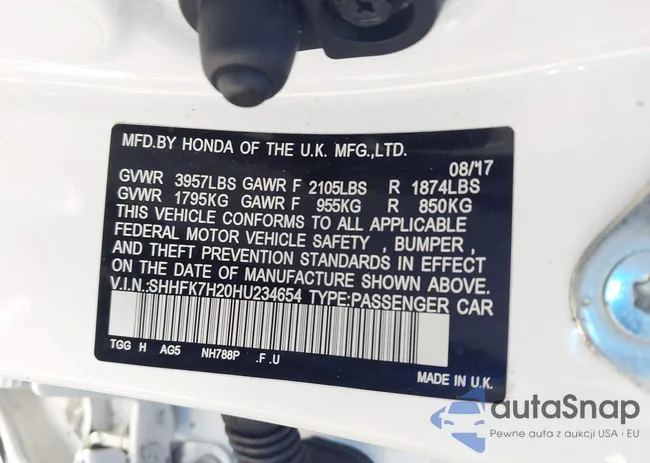 MFD.BY HONDA OF THE U.K. MFG.,LTD.
08/17
GVWR 3957LBS GAWR F 2105LBS R 1874LBS
GVWR 1795KG GAWR F 955KG R 850KG
THIS VEHICLE CONFORMS TO ALL APPLICABLE
FEDERAL MOTOR VEHICLE SAFETY , BUMPER ,
AND THEFT PREVENTION STANDARDS IN EFFECT
ON THE DATE OF MANUFACTURE SHOWN ABOVE.
V.I.N.:SHHFK7H20HU234654 TYPE:PASSENGER CAR
TGG H AG5 NH788P .F.U
MADE IN U.K.
autaSnap
Pewne auta z aukcji USA i EU